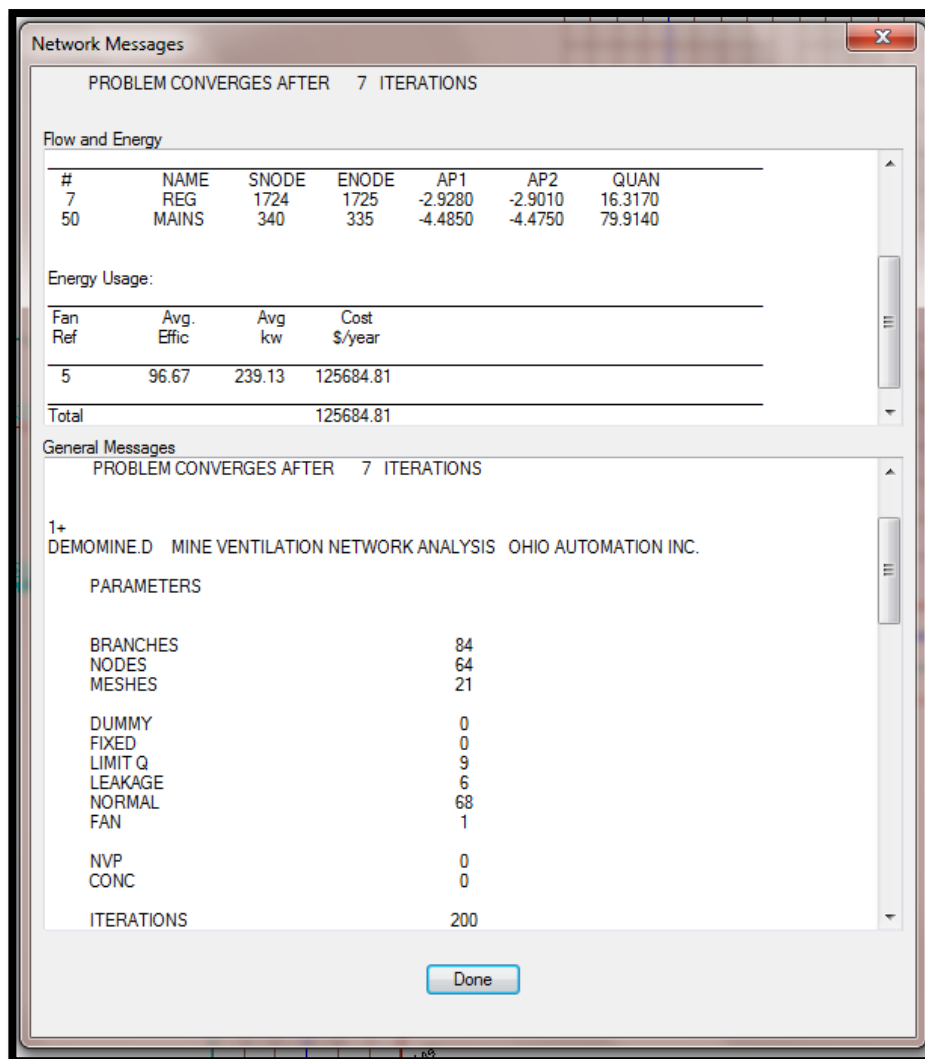 Network Messages
PROBLEM CONVERGES AFTER 7 ITERATIONS
Flow and Energy
# NAME SNODE ENODE AP1 AP2 QUAN
7 REG 1724 1725 -2.9280 -2.9010 16.3170
50 MAINS 340 335 -4.4850 -4.4750 79.9140
Energy Usage:
Fan Avg. Avg Cost
Ref Effic kw $/year
5 96.67 239.13 125684.81
Total 125684.81
General Messages
PROBLEM CONVERGES AFTER 7 ITERATIONS
1+
DEMOMINE.D MINE VENTILATION NETWORK ANALYSIS OHIO AUTOMATION INC.
PARAMETERS
BRANCHES 84
NODES 64
MESHES 21
DUMMY 0
FIXED 0
LIMIT Q 9
LEAKAGE 6
NORMAL 68
FAN 1
NVP 0
CONC 0
ITERATIONS 200
Done